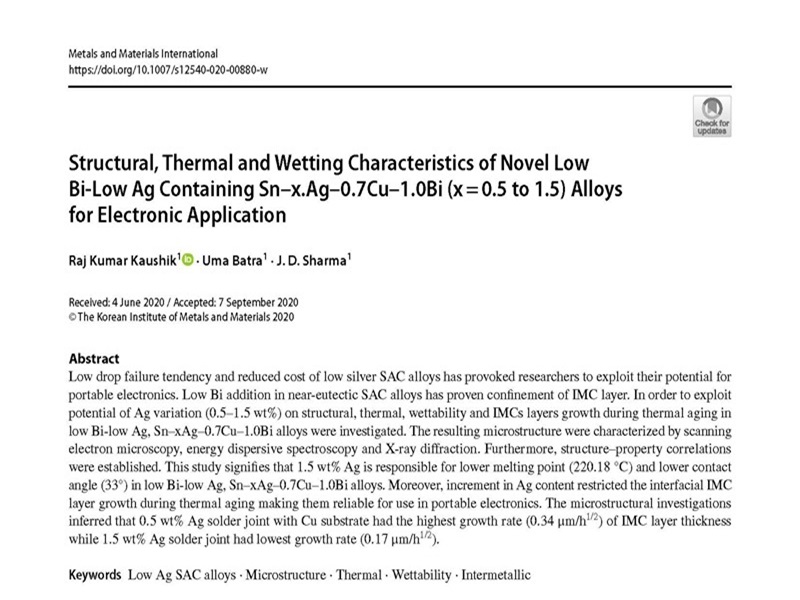 Metals and Materials International
https://doi.org/10.1007/s12540-020-00880-w
Check for
updates
Structural, Thermal and Wetting Characteristics of Novel Low
Bi-Low Ag Containing Sn–x.Ag–0.7Cu–1.0Bi (x = 0.5 to 1.5) Alloys
for Electronic Application
Raj Kumar Kaushik¹ iD · Uma Batra¹ · J. D. Sharma¹
Received: 4 June 2020 / Accepted: 7 September 2020
© The Korean Institute of Metals and Materials 2020
Abstract
Low drop failure tendency and reduced cost of low silver SAC alloys has provoked researchers to exploit their potential for
portable electronics. Low Bi addition in near-eutectic SAC alloys has proven confinement of IMC layer. In order to exploit
potential of Ag variation (0.5–1.5 wt%) on structural, thermal, wettability and IMCs layers growth during thermal aging in
low Bi-low Ag, Sn–xAg–0.7Cu–1.0Bi alloys were investigated. The resulting microstructure were characterized by scanning
electron microscopy, energy dispersive spectroscopy and X-ray diffraction. Furthermore, structure–property correlations
were established. This study signifies that 1.5 wt% Ag is responsible for lower melting point (220.18 °C) and lower contact
angle (33°) in low Bi-low Ag, Sn–xAg–0.7Cu–1.0Bi alloys. Moreover, increment in Ag content restricted the interfacial IMC
layer growth during thermal aging making them reliable for use in portable electronics. The microstructural investigations
inferred that 0.5 wt% Ag solder joint with Cu substrate had the highest growth rate (0.34 μm/h^1/2) of IMC layer thickness
while 1.5 wt% Ag solder joint had lowest growth rate (0.17 μm/h^1/2).
Keywords Low Ag SAC alloys · Microstructure · Thermal · Wettability · Intermetallic